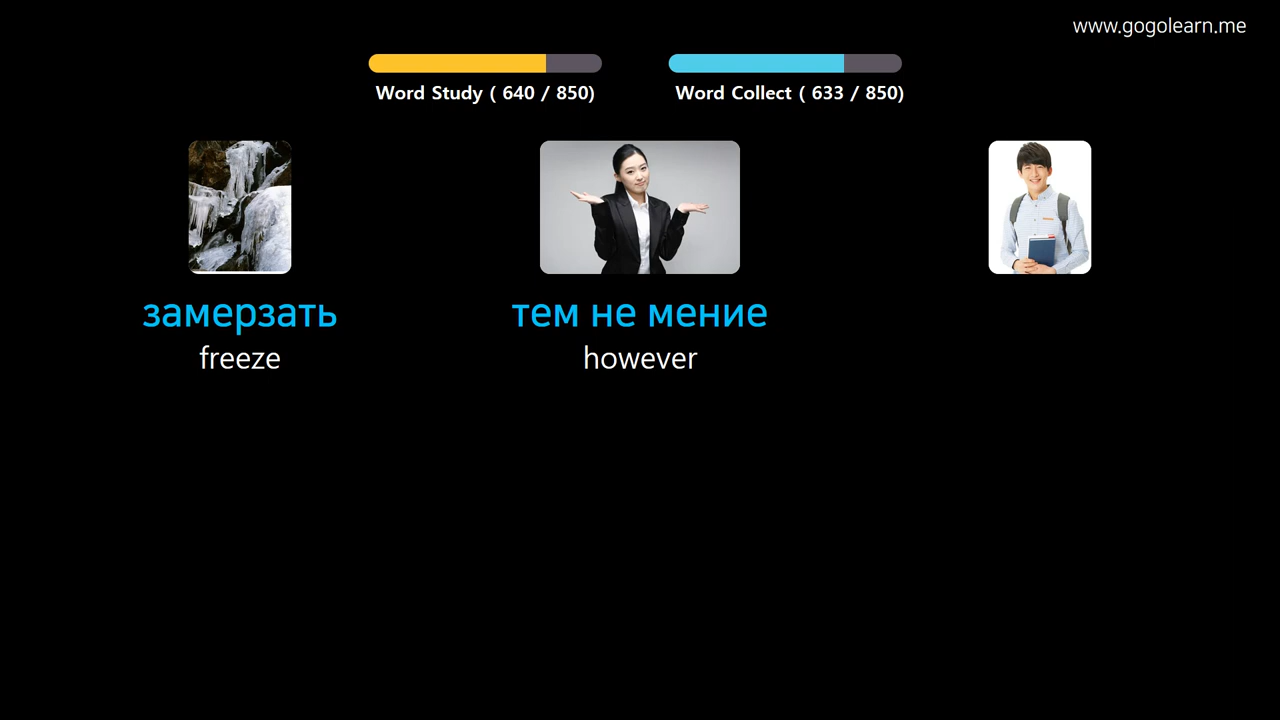 www.gogolearn.me
Word Study ( 640 / 850)
Word Collect ( 633 / 850)
замерзать
freeze
тем не мение
however